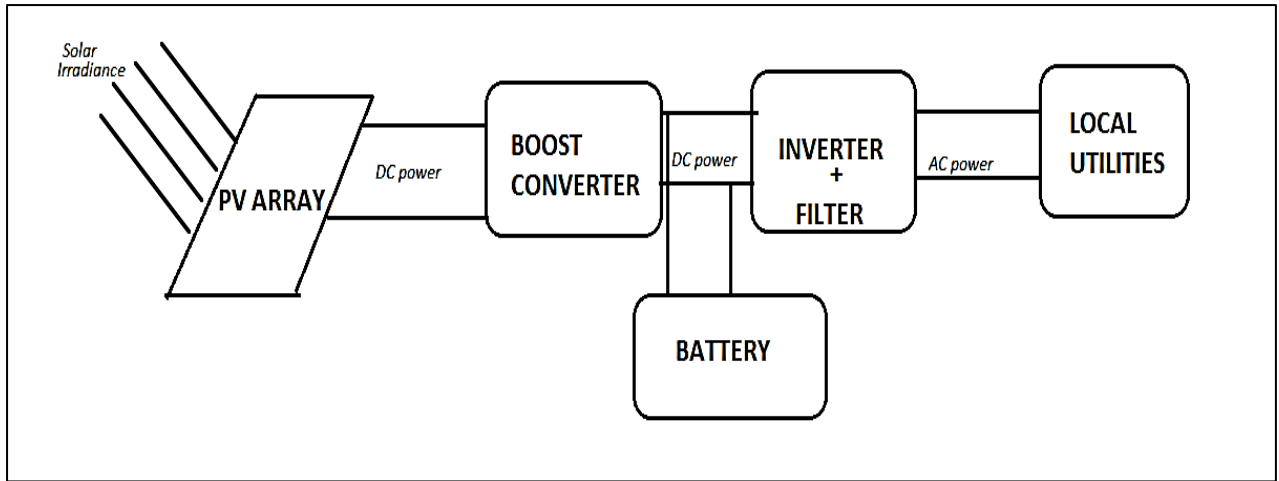 Solar
Irradiance
PV ARRAY
DC power
BOOST
CONVERTER
DC power
INVERTER
+
FILTER
AC power
LOCAL
UTILITIES
BATTERY